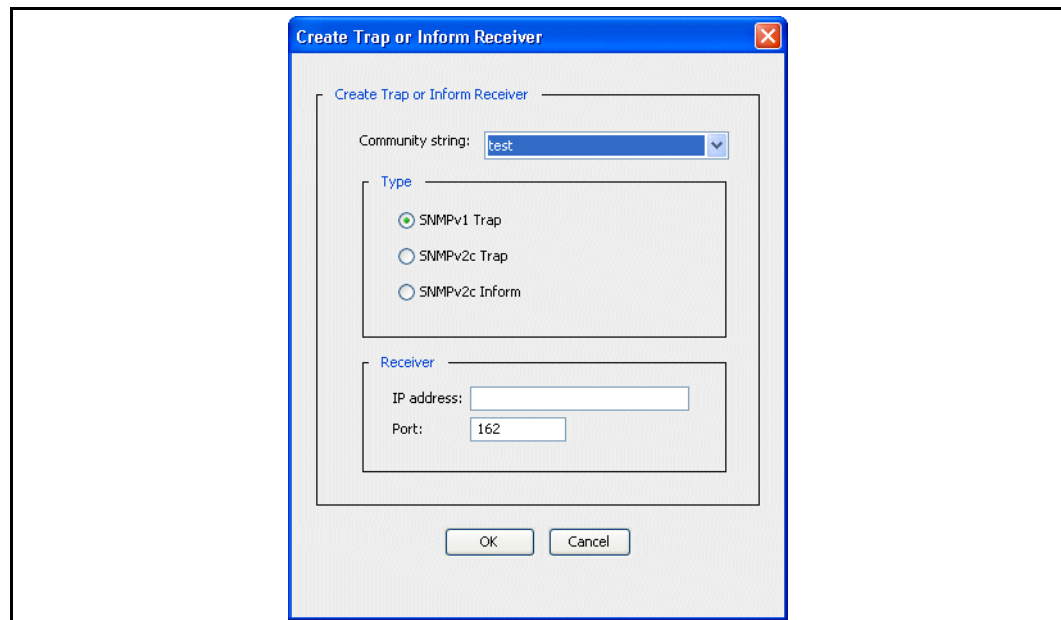 Create Trap or Inform Receiver
Create Trap or Inform Receiver
Community string: test
Type
SNMPv1 Trap
SNMPv2c Trap
SNMPv2c Inform
Receiver
IP address:
Port: 162
OK Cancel